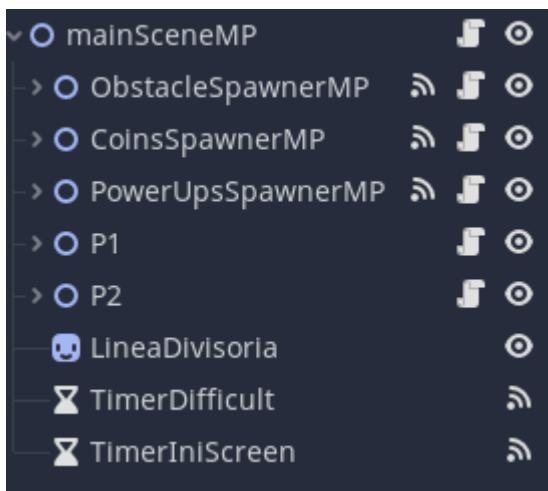 mainSceneMP
ObstacleSpawnerMP
CoinsSpawnerMP
PowerUpsSpawnerMP
P1
P2
LineaDivisoria
TimerDifficult
TimerIniScreen